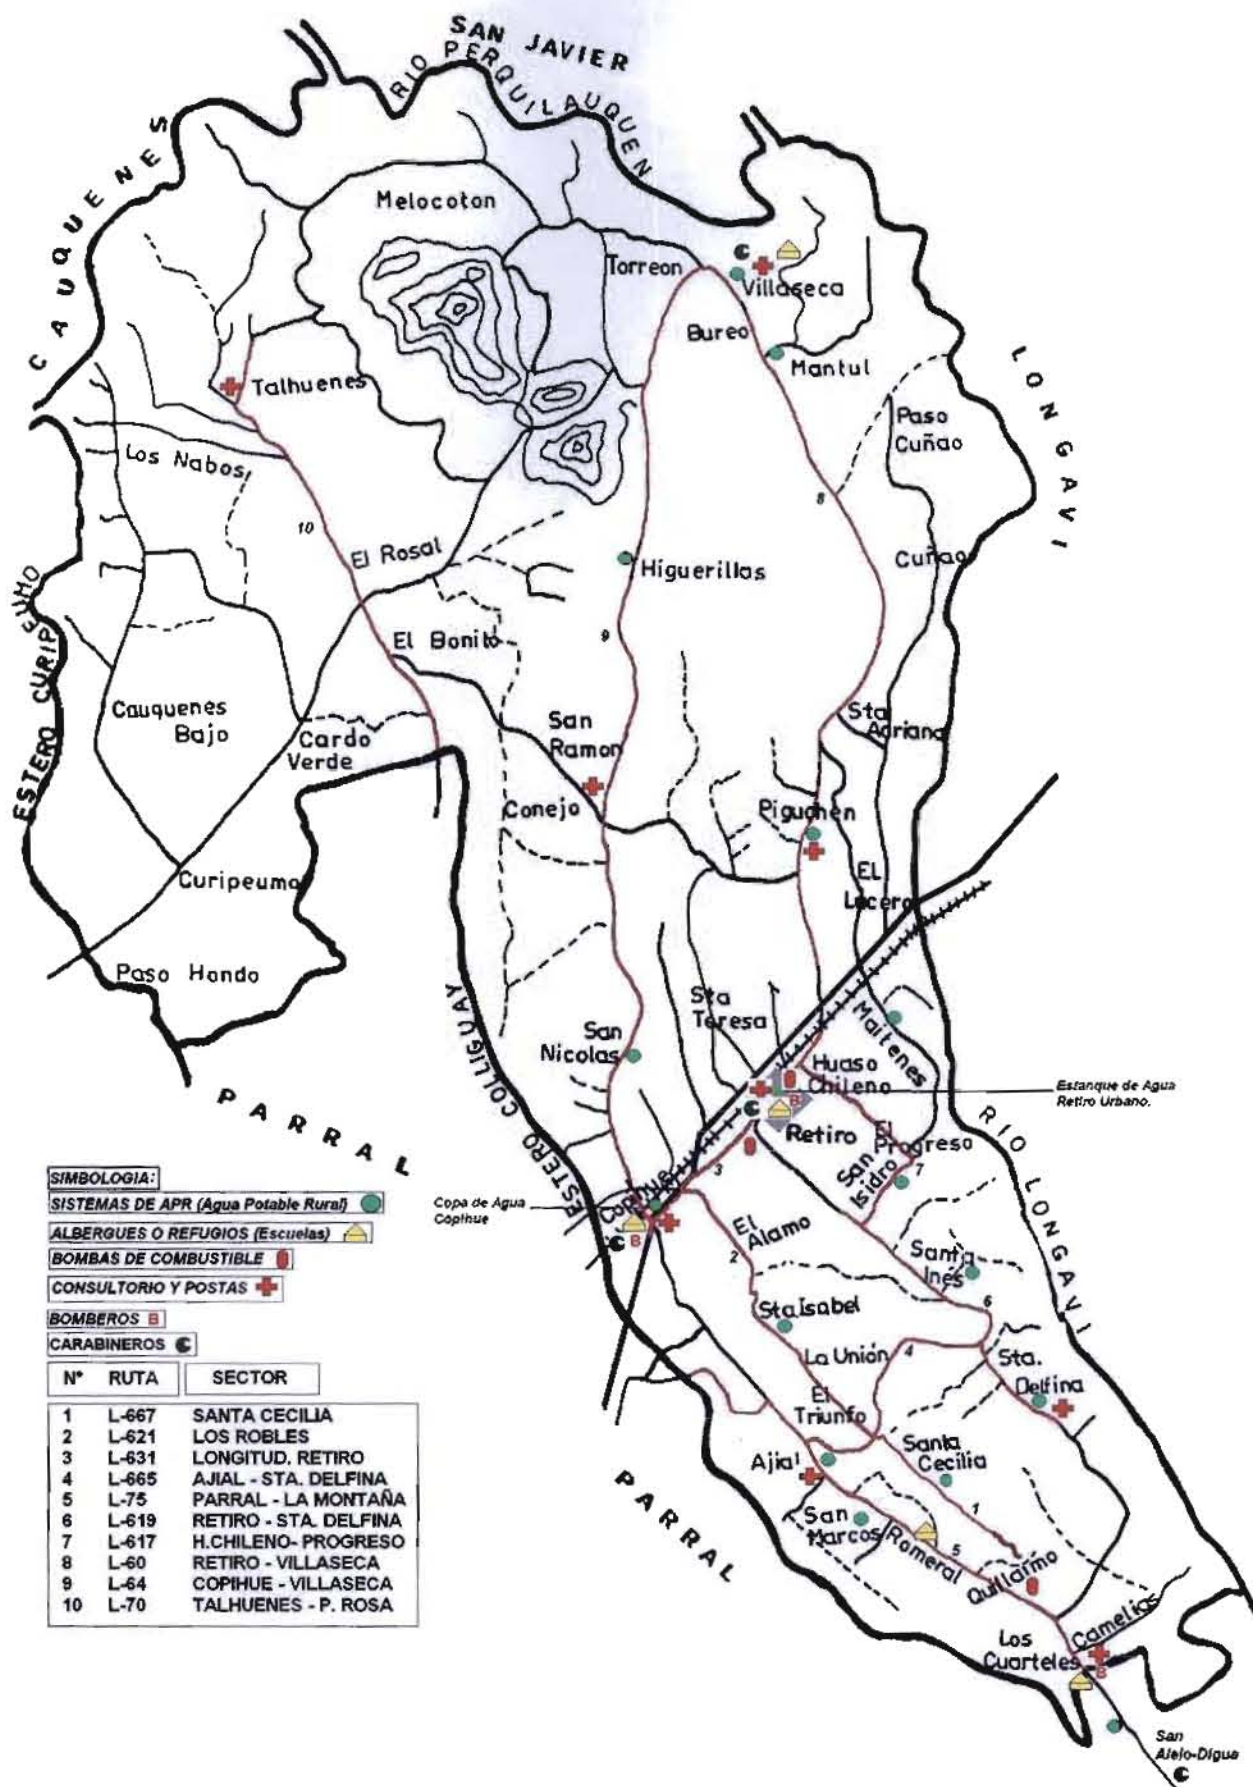 SAN JAVIER
RIO PERQUILAUQUEN
CAUQUENES
Melocoton
Torreon
Villaseca
Bureo
Mantul
LONGAVI
Talhuenes
Paso
Cuñao
Los Nabos
10
8
El Rosal
Higuerillas
Cuñao
9
El Bonito
ESTERO CURIPEUMO
Cauquenes
Bajo
Cardo
Verde
San
Ramon
Sta
Adriana
Conejo
Piguchen
Curipeumo
EL
Lucero
Paso Hondo
Sta
Teresa
Maitenes
San
Nicolas
ESTERO COLLIGUAY
Huaso
Chileno
Estanque de Agua
Retiro Urbano.
PARRAL
B
Retiro
El
Progreso
San
Isidro
7
RIO LONGAVI
3
Copihue
Copa de Agua
Copihue
B
El
Alamo
2
Santa
Inés
6
Sta Isabel
La Unión
4
Sta.
Delfina
El
Triunfo
Santa
Cecilia
Ajial
1
PARRAL
San
Marcos
Romeral
5
Quillaimo
Camelias
Los
Cuarteles
B
San
Alejo-Digua
SIMBOLOGIA:
SISTEMAS DE APR (Agua Potable Rural)
ALBERGUES O REFUGIOS (Escuelas)
BOMBAS DE COMBUSTIBLE
CONSULTORIO Y POSTAS
BOMBEROS B
CARABINEROS
N° RUTA SECTOR
1 L-667 SANTA CECILIA
2 L-621 LOS ROBLES
3 L-631 LONGITUD. RETIRO
4 L-665 AJIAL - STA. DELFINA
5 L-75 PARRAL - LA MONTAÑA
6 L-619 RETIRO - STA. DELFINA
7 L-617 H.CHILENO- PROGRESO
8 L-60 RETIRO - VILLASECA
9 L-64 COPIHUE - VILLASECA
10 L-70 TALHUENES - P. ROSA